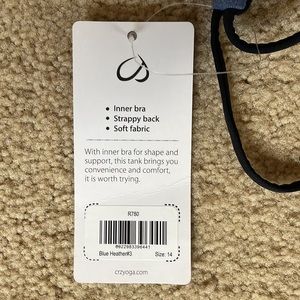 • Inner bra
• Strappy back
• Soft fabric
With inner bra for shape and
support, this tank brings you
convenience and comfort,
it is worth trying.
R780
Blue Heather#3
Size: 14
crzyoga.com